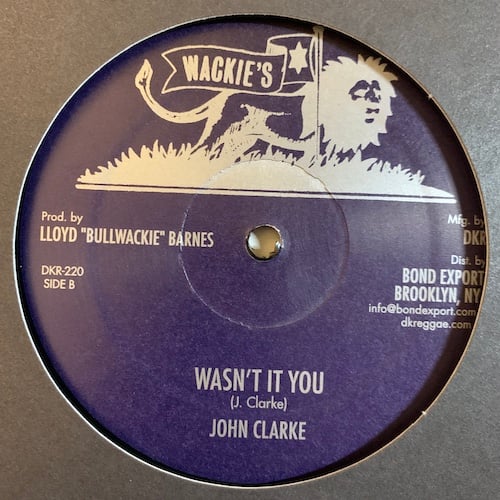 WACKIE'S
Prod. by
LLOYD "BULLWACKIE" BARNES
DKR-220
SIDE B
Mfg. by
DKR
Dist. by
BOND EXPORT
BROOKLYN, NY
info@bondexport.com
dkreggae.com
WASN'T IT YOU
(J. Clarke)
JOHN CLARKE